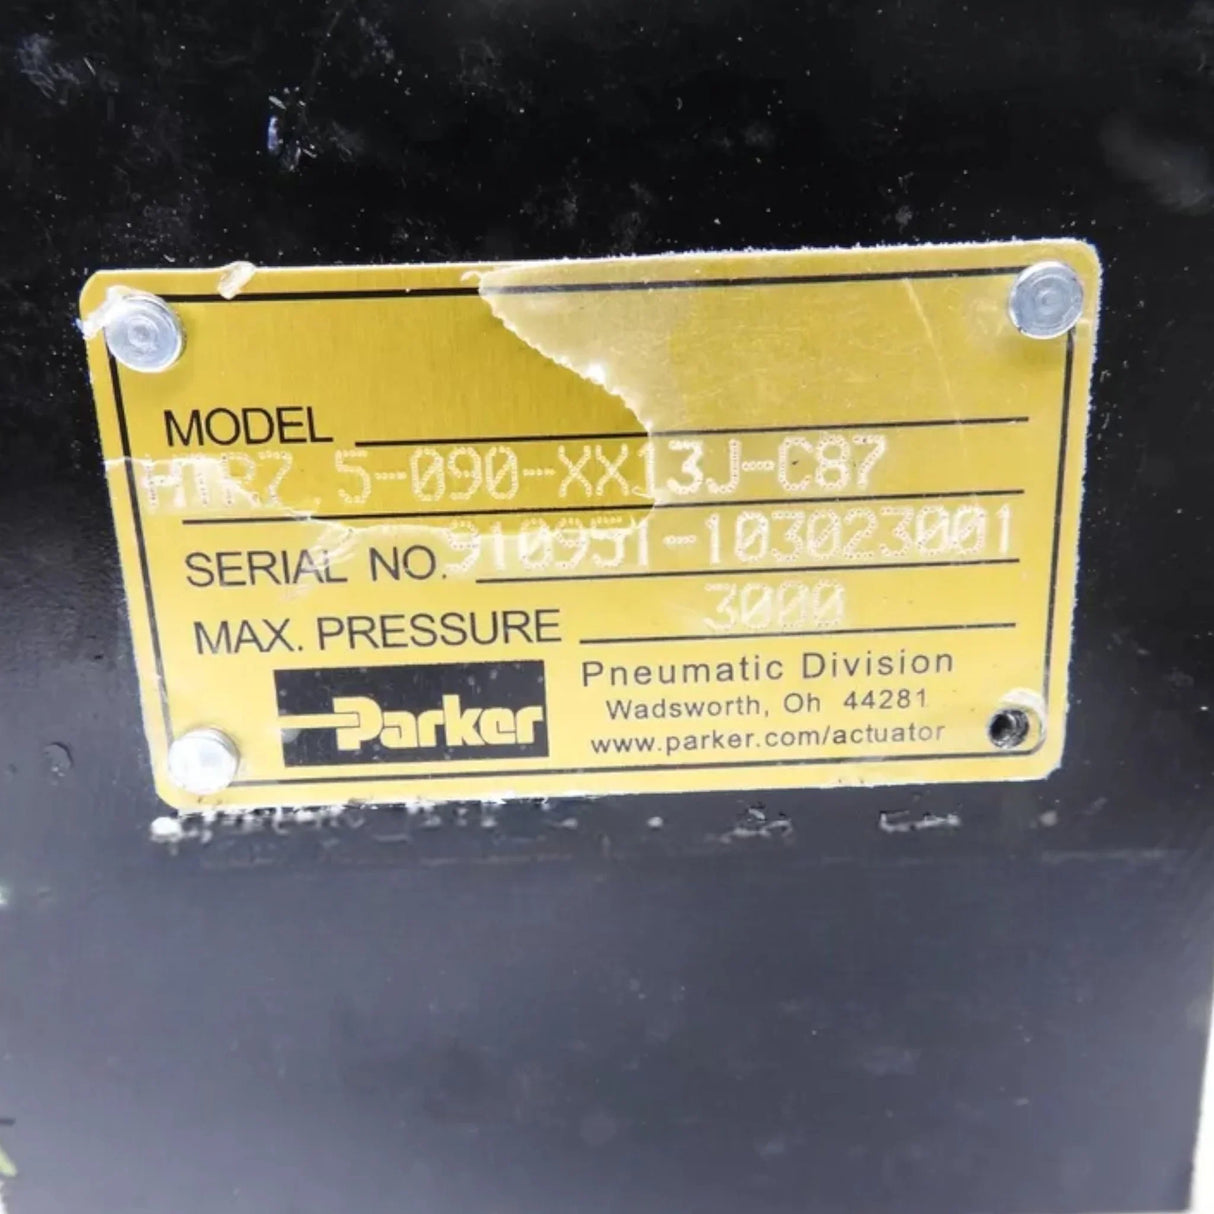 MODEL
HTR7.5-090-XX13J-C87
SERIAL NO. 910951-103023001
MAX. PRESSURE 3000
Parker
Pneumatic Division
Wadsworth, Oh 44281
www.parker.com/actuator